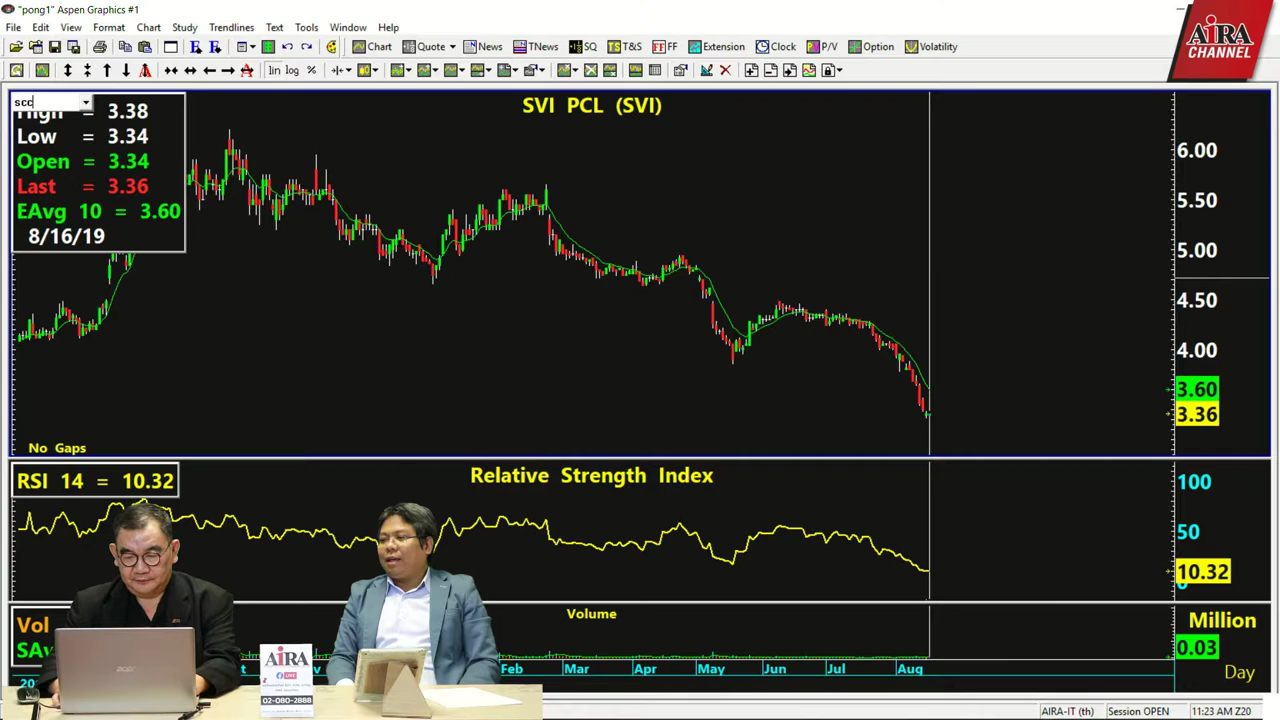 "pong1" Aspen Graphics #1
File Edit View Format Chart Study Trendlines Text Tools Window Help
Chart Quote News TNews SQ T&S FF Extension Clock P/V Option Volatility
lin log %
AiRA
CHANNEL
scc
SVI PCL (SVI)
High = 3.38
Low = 3.34
Open = 3.34
Last = 3.36
EAvg 10 = 3.60
8/16/19
6.00
5.50
5.00
4.50
4.00
3.60
3.36
No Gaps
RSI 14 = 10.32
Relative Strength Index
100
50
10.32
0
Vol
SAv
Volume
Million
0.03
Feb Mar Apr May Jun Jul Aug
Day
acer
AiRA
LIVE
02-080-2888
AIRA-IT (th) Session OPEN 11:23 AM Z20